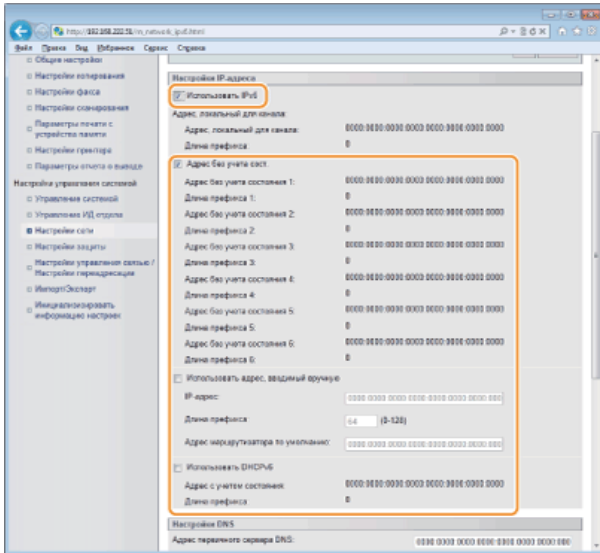 http://192.168.222.51/m_network_ipv6.html
Файл Правка Вид Избранное Сервис Справка
Общие настройки
Настройки копирования
Настройки факса
Настройки сканирования
Параметры печати с
устройства памяти
Настройки принтера
Параметры отчета о выводе
Настройки управления системой
Управление системой
Управление ИД отдела
Настройки сети
Настройки защиты
Настройки управления связью /
Настройки переадресации
Импорт/Экспорт
Инициализировать
информацию настроек
Настройки IP-адреса
Использовать IPv6
Адрес, локальный для канала:
Адрес, локальный для канала: 0000:0000:0000:0000:0000:0000:0000:0000
Длина префикса: 0
Адрес без учета сост.
Адрес без учета состояния 1: 0000:0000:0000:0000:0000:0000:0000:0000
Длина префикса 1: 0
Адрес без учета состояния 2: 0000:0000:0000:0000:0000:0000:0000:0000
Длина префикса 2: 0
Адрес без учета состояния 3: 0000:0000:0000:0000:0000:0000:0000:0000
Длина префикса 3: 0
Адрес без учета состояния 4: 0000:0000:0000:0000:0000:0000:0000:0000
Длина префикса 4: 0
Адрес без учета состояния 5: 0000:0000:0000:0000:0000:0000:0000:0000
Длина префикса 5: 0
Адрес без учета состояния 6: 0000:0000:0000:0000:0000:0000:0000:0000
Длина префикса 6: 0
Использовать адрес, вводимый вручную
IP-адрес: 0000:0000:0000:0000:0000:0000:0000:000
Длина префикса 64 (0-128)
Адрес маршрутизатора по умолчанию: 0000:0000:0000:0000:0000:0000:0000:000
Использовать DHCPv6
Адрес с учетом состояния: 0000:0000:0000:0000:0000:0000:0000:0000
Длина префикса 0
Настройки DNS
Адрес первичного сервера DNS: 0000:0000:0000:0000:0000:0000:0000:000